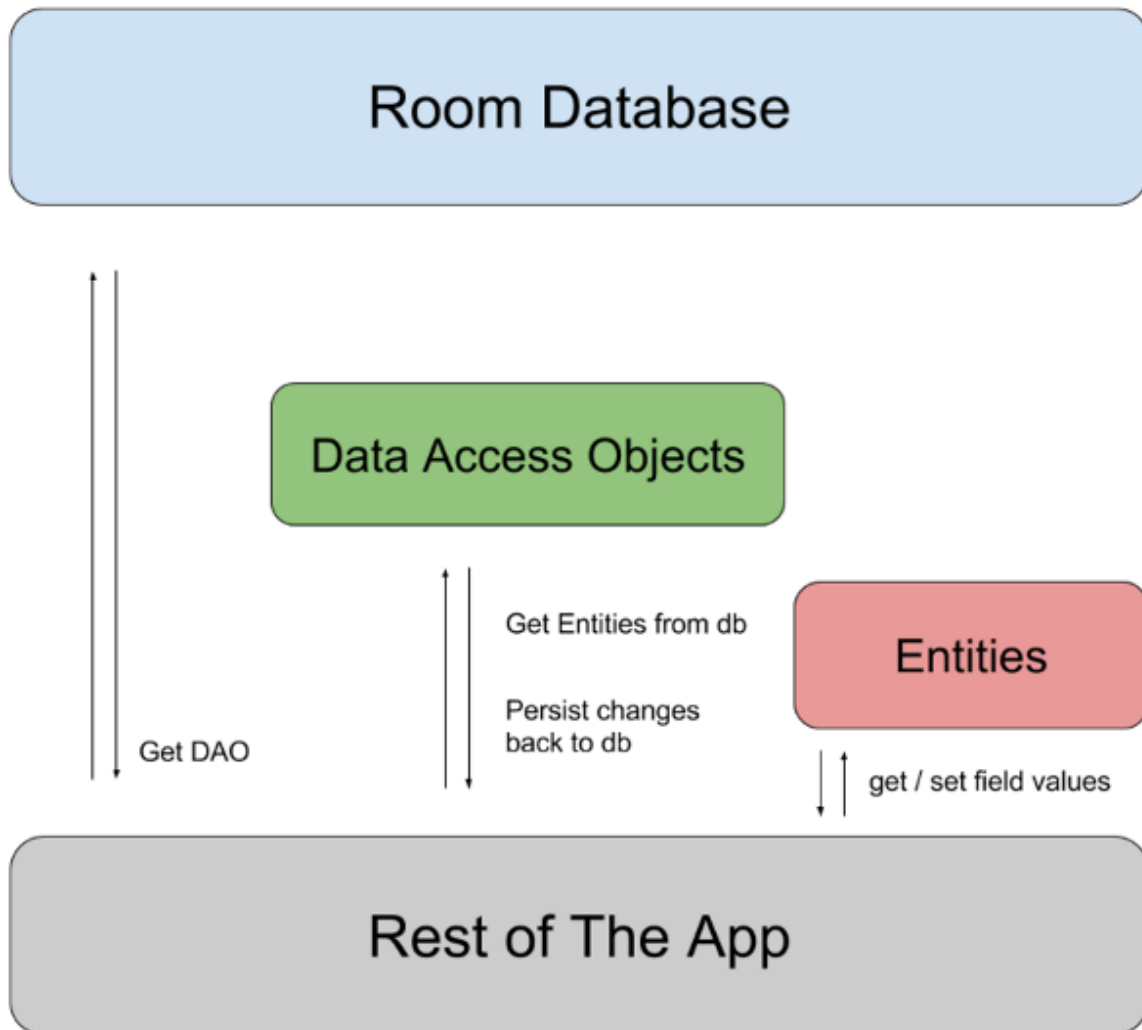 Room Database
Data Access Objects
Get Entities from db
Entities
Persist changes
back to db
Get DAO
get / set field values
Rest of The App